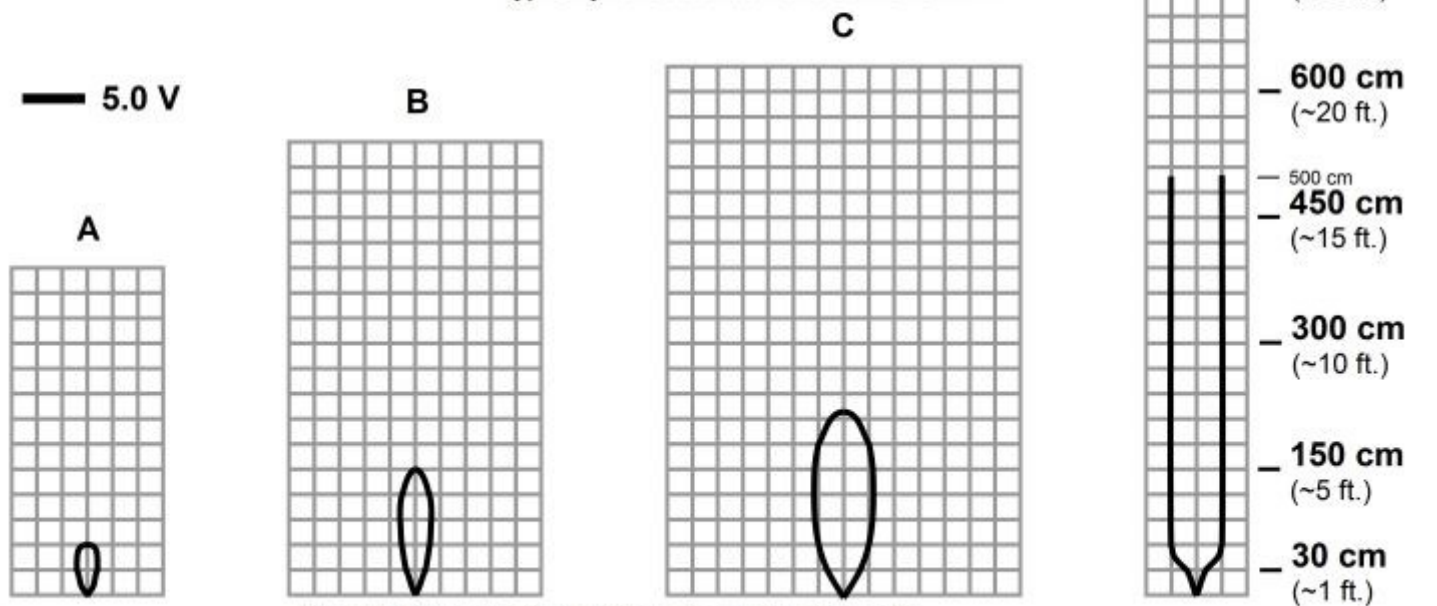 C
5.0 V
B
A
600 cm
(~20 ft.)
500 cm
450 cm
(~15 ft.)
300 cm
(~10 ft.)
150 cm
(~5 ft.)
30 cm
(~1 ft.)